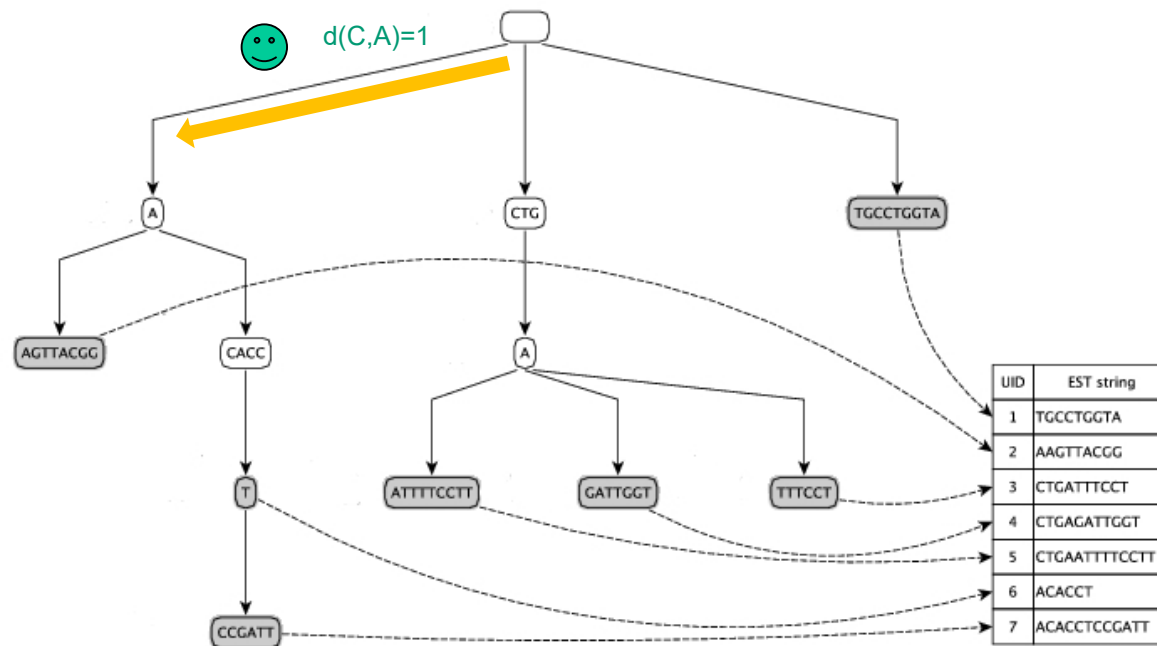 d(C,A)=1
A
CTG
TGCCTGGTA
AGTTACGG
CACC
A
T
ATTTTCCTT
GATTGGT
TTTCCT
CCGATT
UID EST string
1 TGCCTGGTA
2 AAGTTACGG
3 CTGATTTCCT
4 CTGAGATTGGT
5 CTGAATTTTCCTT
6 ACACCT
7 ACACCTCCGATT